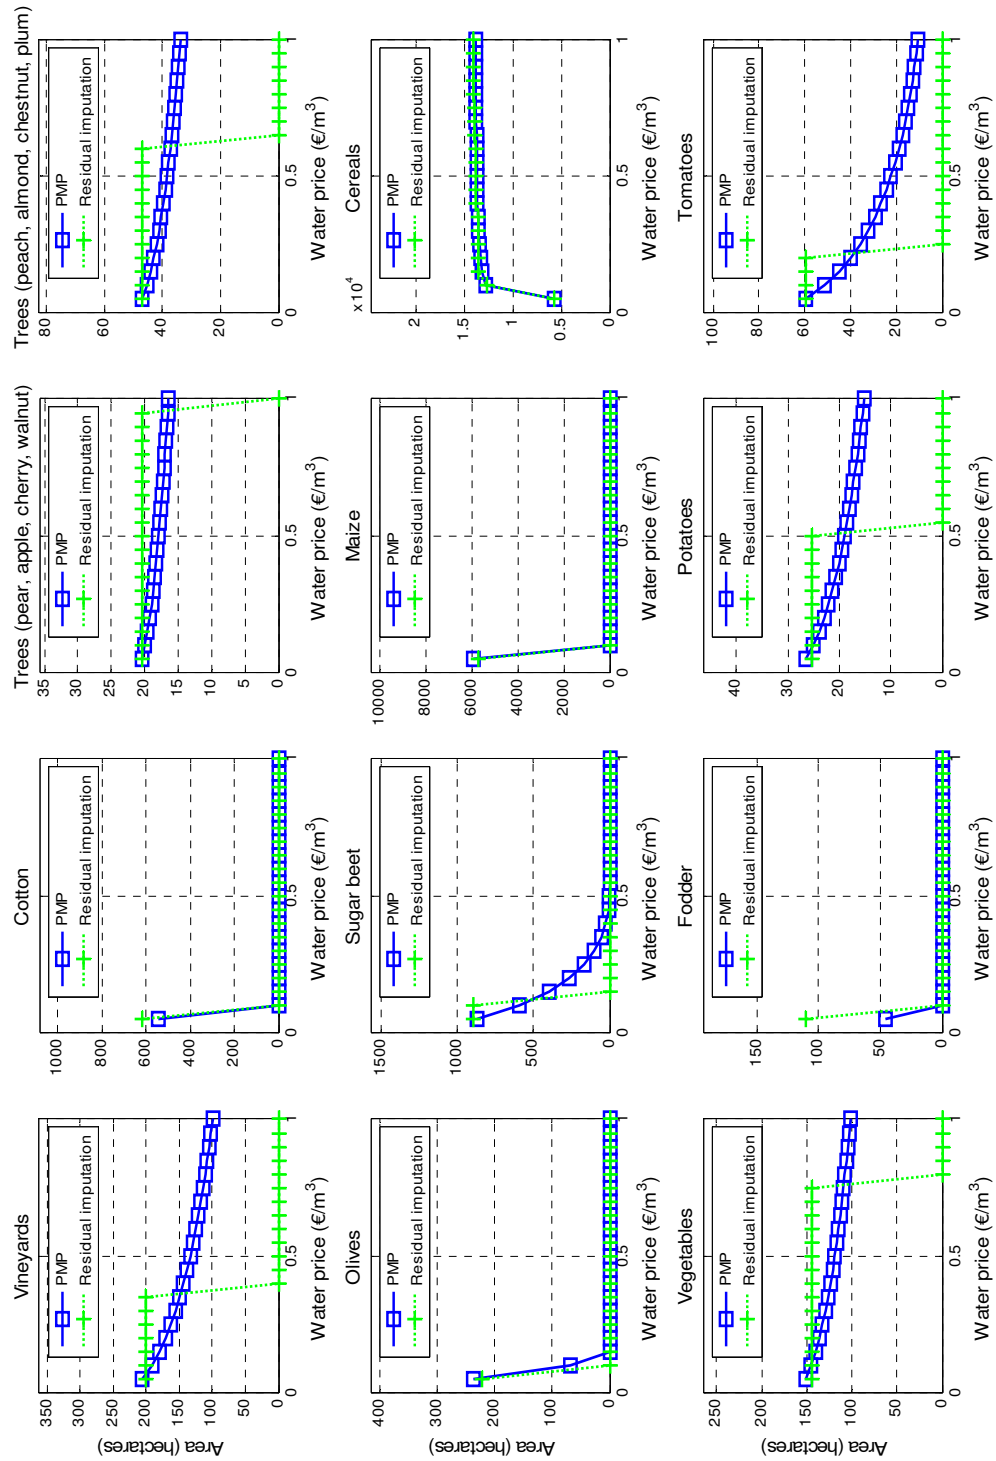 Trees (peach, almond, chestnut, plum)
PMP
Residual imputation
80
60
40
20
0
0
0.5
1
Water price (€/m³)
Cereals
x 10⁴
PMP
Residual imputation
2
1.5
1
0.5
0
0
0.5
1
Water price (€/m³)
Tomatoes
PMP
Residual imputation
100
80
60
40
20
0
0
0.5
1
Water price (€/m³)
Trees (pear, apple, cherry, walnut)
PMP
Residual imputation
35
30
25
20
15
10
5
0
0
0.5
1
Water price (€/m³)
Maize
PMP
Residual imputation
10000
8000
6000
4000
2000
0
0
0.5
1
Water price (€/m³)
Potatoes
PMP
Residual imputation
40
30
20
10
0
0
0.5
1
Water price (€/m³)
Cotton
PMP
Residual imputation
1000
800
600
400
200
0
0
0.5
1
Water price (€/m³)
Sugar beet
PMP
Residual imputation
1500
1000
500
0
0
0.5
1
Water price (€/m³)
Fodder
PMP
Residual imputation
150
100
50
0
0
0.5
1
Water price (€/m³)
Vineyards
PMP
Residual imputation
350
300
250
200
150
100
50
0
0
0.5
1
Area (hectares)
Water price (€/m³)
Olives
PMP
Residual imputation
400
300
200
100
0
0
0.5
1
Area (hectares)
Water price (€/m³)
Vegetables
PMP
Residual imputation
250
200
150
100
50
0
0
0.5
1
Area (hectares)
Water price (€/m³)